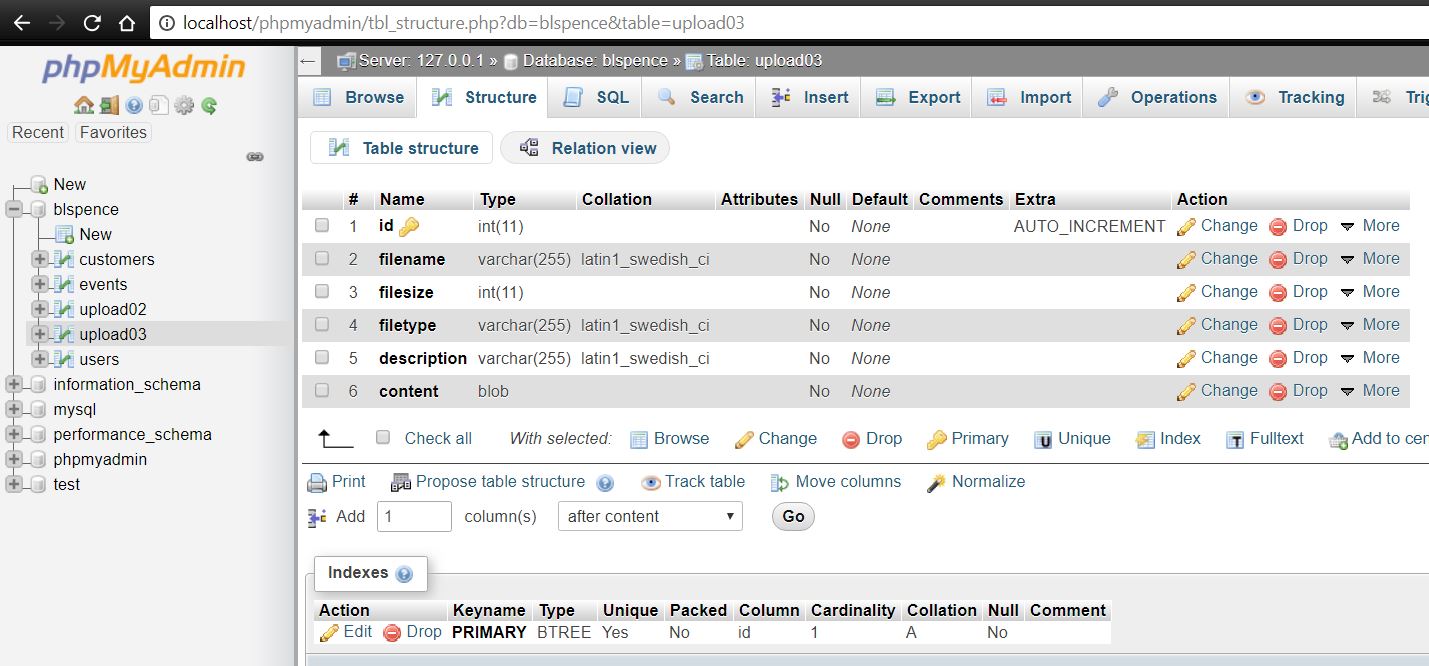 localhost/phpmyadmin/tbl_structure.php?db=blspence&table=upload03
phpMyAdmin
Recent Favorites
New
blspence
New
customers
events
upload02
upload03
users
information_schema
mysql
performance_schema
phpmyadmin
test
Server: 127.0.0.1 » Database: blspence » Table: upload03
Browse Structure SQL Search Insert Export Import Operations Tracking Trig
Table structure Relation view
# Name Type Collation Attributes Null Default Comments Extra Action
1 id int(11) No None AUTO_INCREMENT Change Drop More
2 filename varchar(255) latin1_swedish_ci No None Change Drop More
3 filesize int(11) No None Change Drop More
4 filetype varchar(255) latin1_swedish_ci No None Change Drop More
5 description varchar(255) latin1_swedish_ci No None Change Drop More
6 content blob No None Change Drop More
Check all With selected: Browse Change Drop Primary Unique Index Fulltext Add to cen
Print Propose table structure Track table Move columns Normalize
Add 1 column(s) after content Go
Indexes
Action Keyname Type Unique Packed Column Cardinality Collation Null Comment
Edit Drop PRIMARY BTREE Yes No id 1 A No